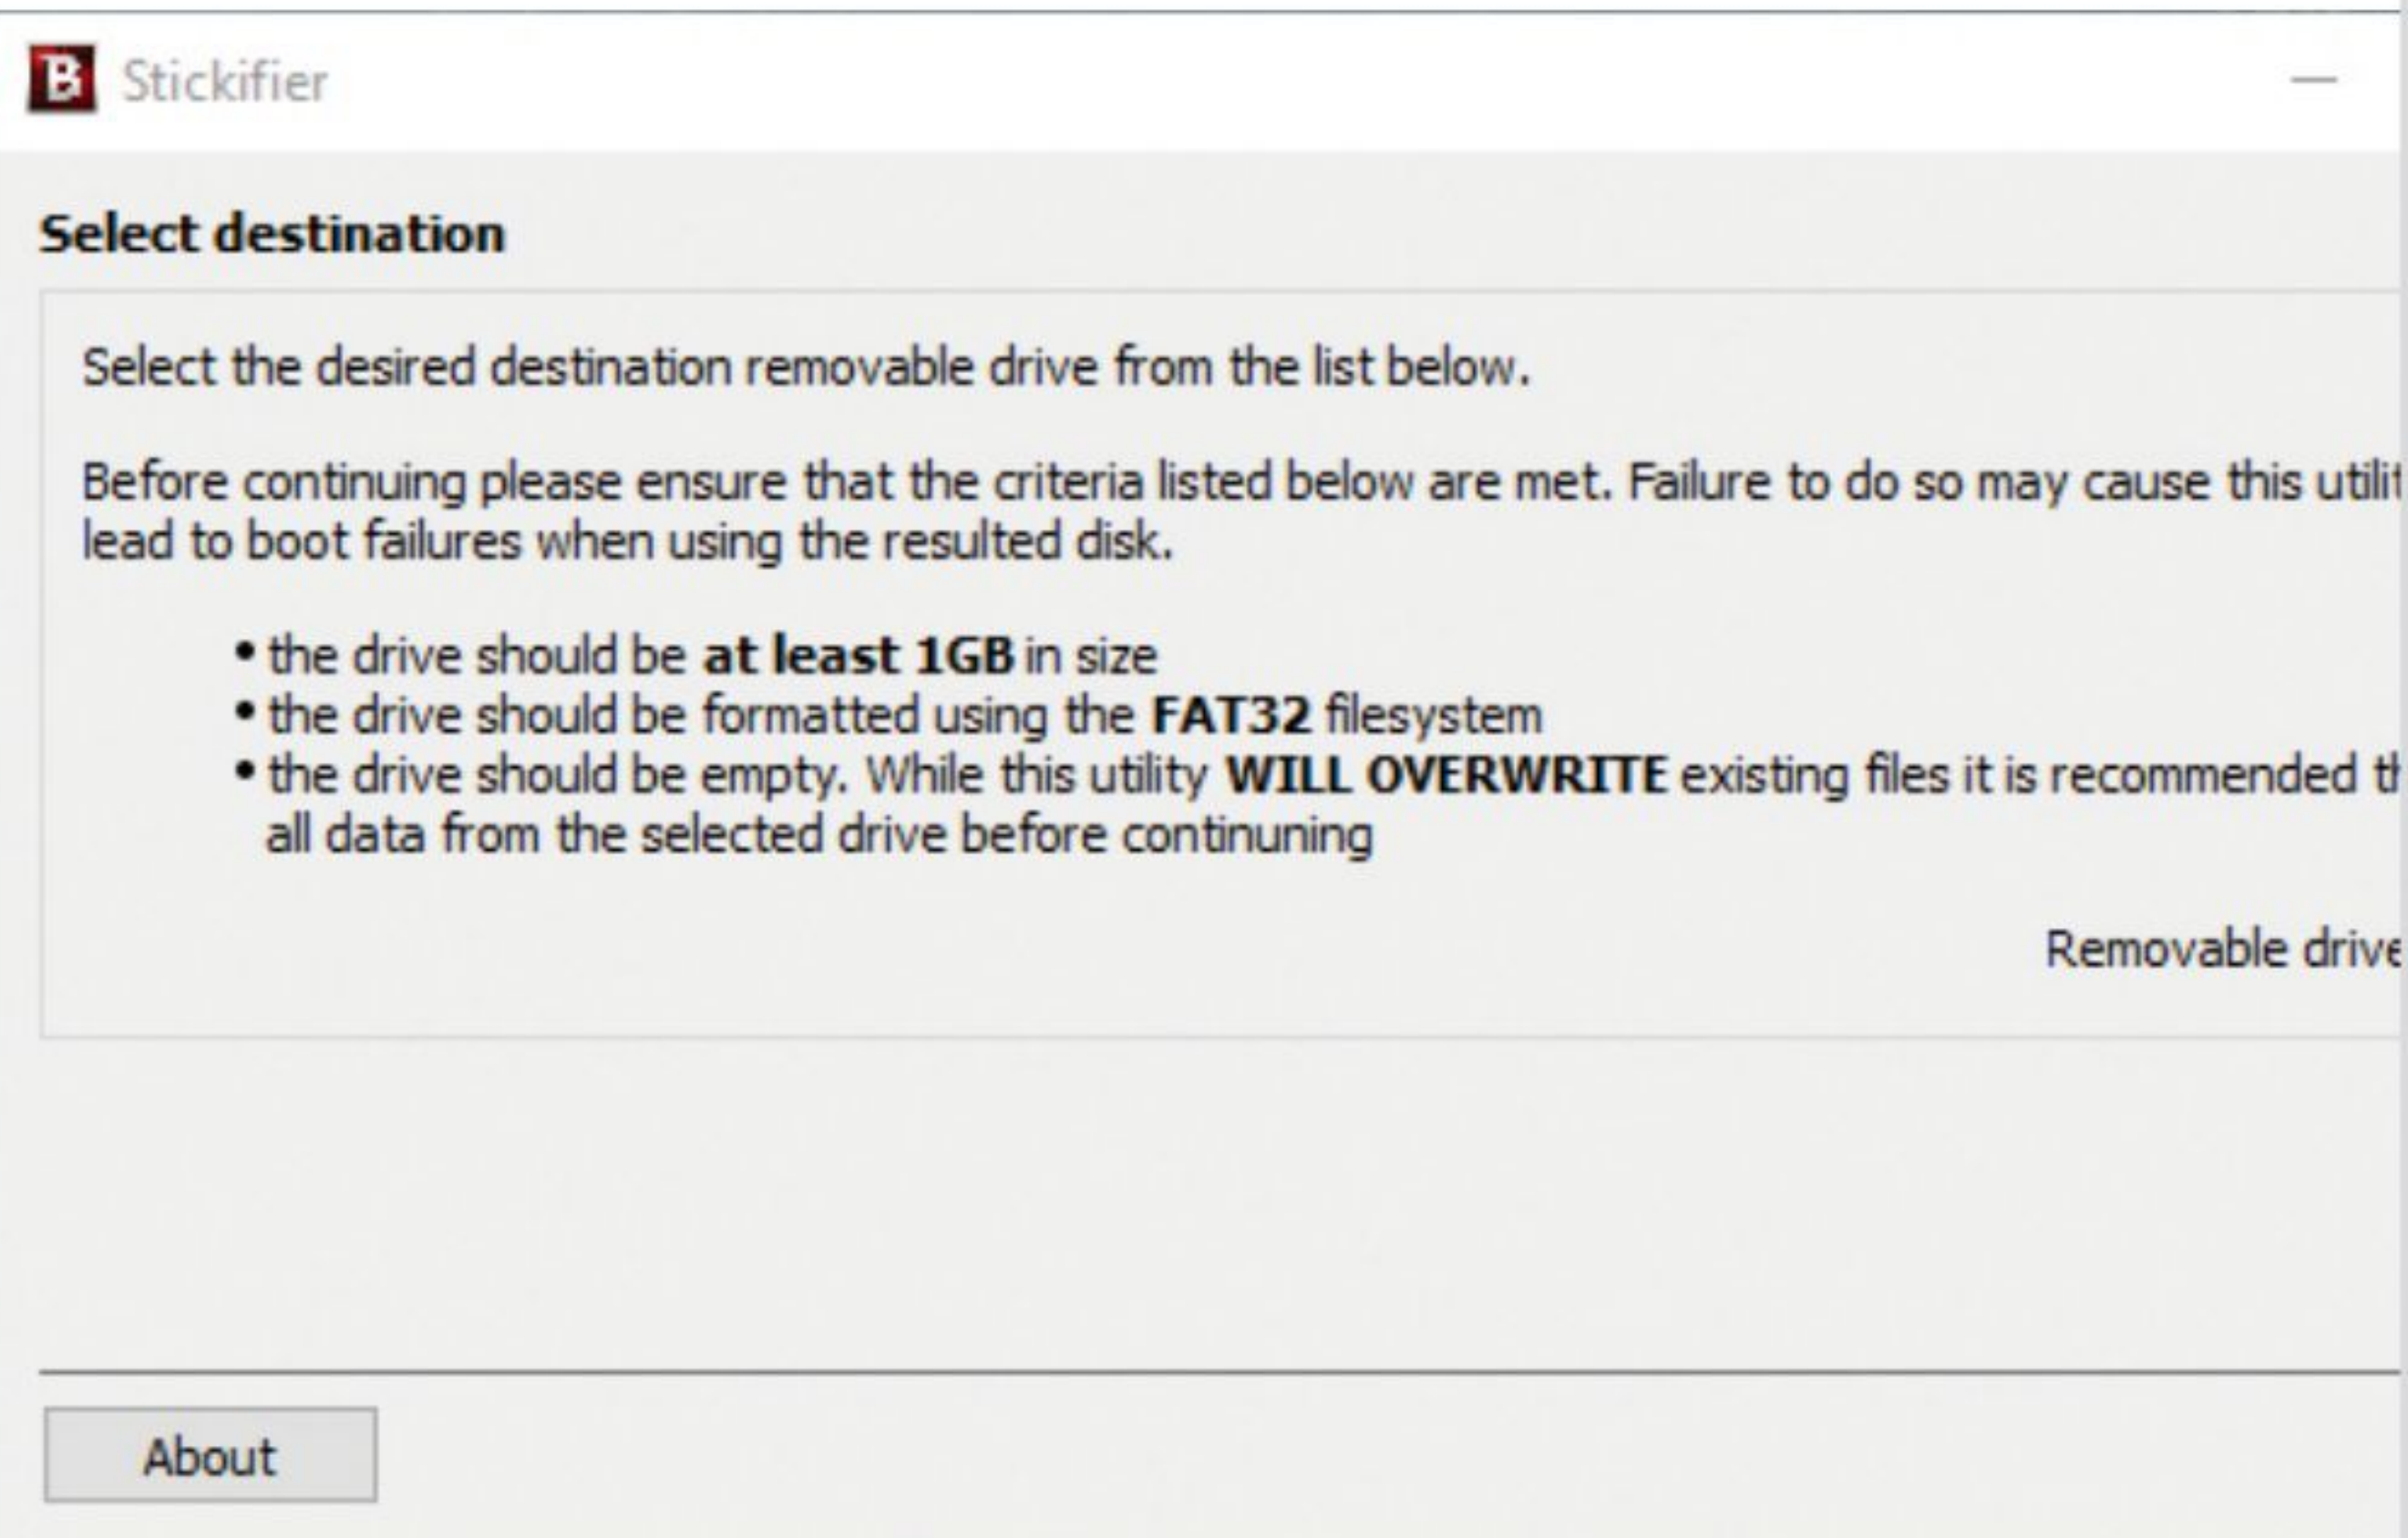 B Stickifier
Select destination
Select the desired destination removable drive from the list below.
Before continuing please ensure that the criteria listed below are met. Failure to do so may cause this
lead to boot failures when using the resulted disk.
• the drive should be at least 1GB in size
• the drive should be formatted using the FAT32 filesystem
• the drive should be empty. While this utility WILL OVERWRITE existing files it is recommended
all data from the selected drive before continuning
Removable drive
About